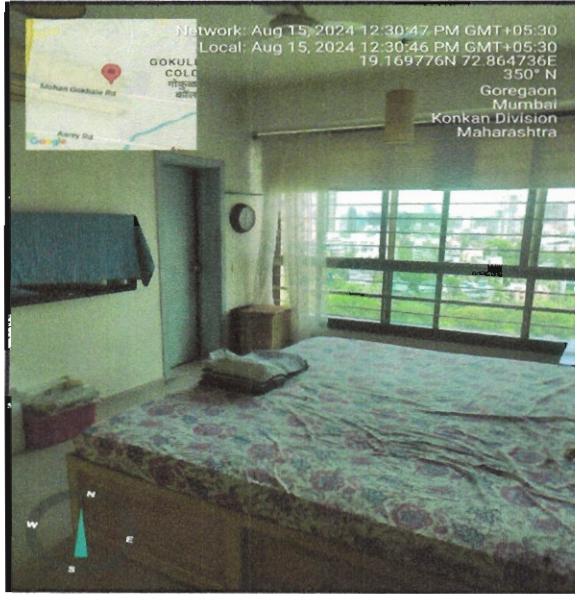 Network: Aug 15, 2024 12:30:47 PM GMT+05:30
Local: Aug 15, 2024 12:30:46 PM GMT+05:30
19.169776N 72.864736E
350° N
Goregaon
Mumbai
Konkan Division
Maharashtra
GOKUL
COLO
गोकुळ
कॉल
Mohan Gokhale Rd
Aarey Rd
Google
N
W
E
S